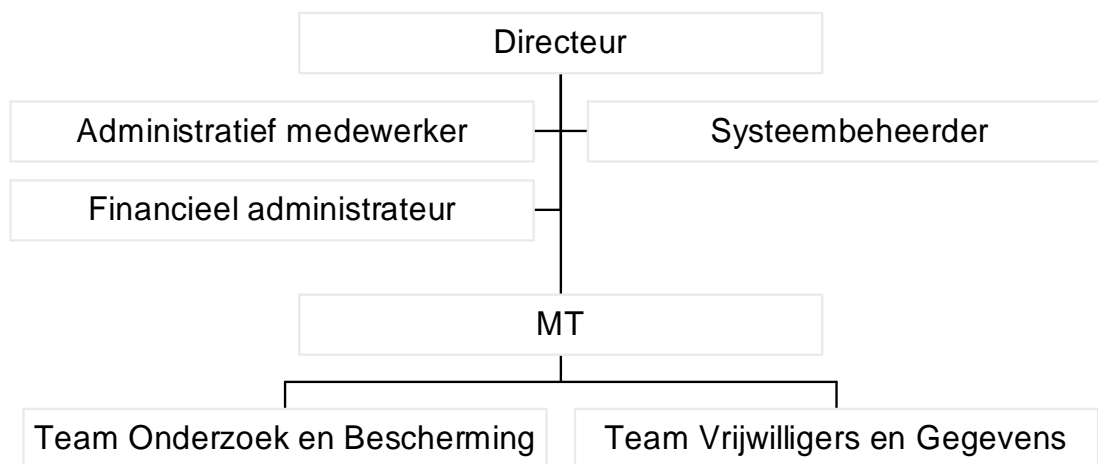 Directeur
Administratief medewerker
Systeembeheerder
Financieel administrateur
MT
Team Onderzoek en Bescherming
Team Vrijwilligers en Gegevens